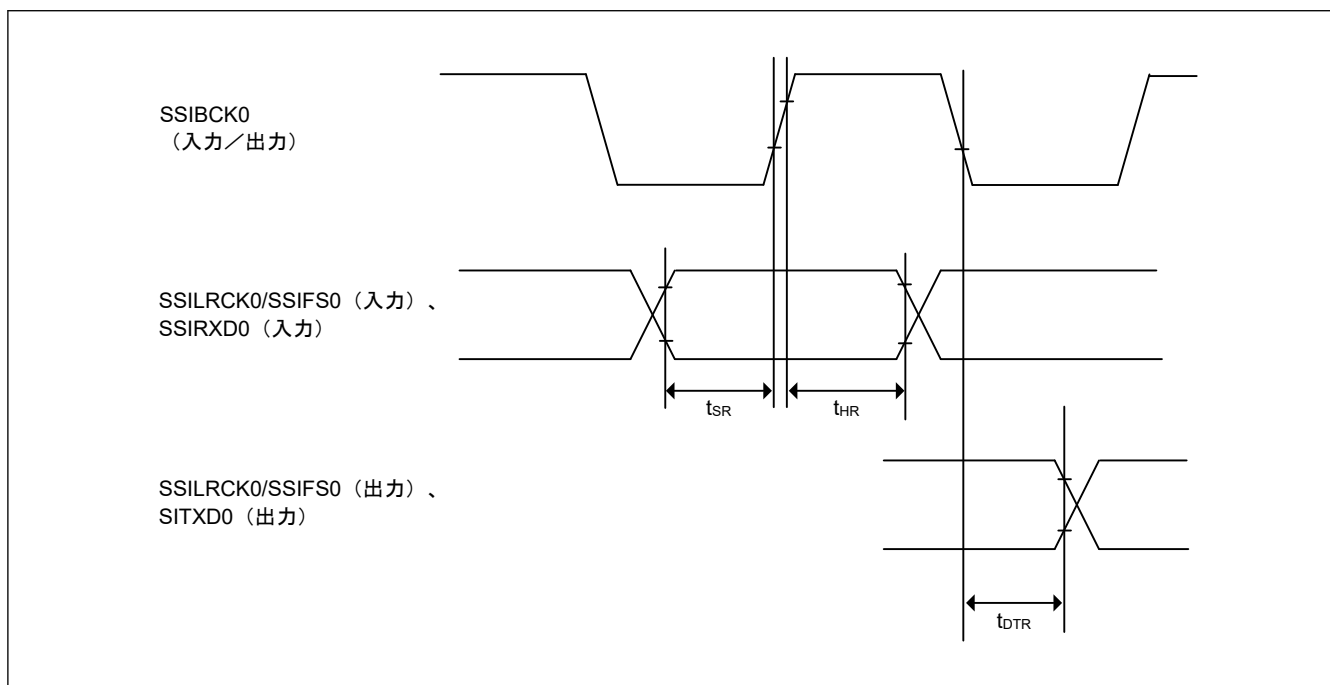 SSIBCK0
（入力／出力）
SSILRCK0/SSIFS0（入力）、
SSIRXD0（入力）
tSR
tHR
SSILRCK0/SSIFS0（出力）、
SITXD0（出力）
tDTR